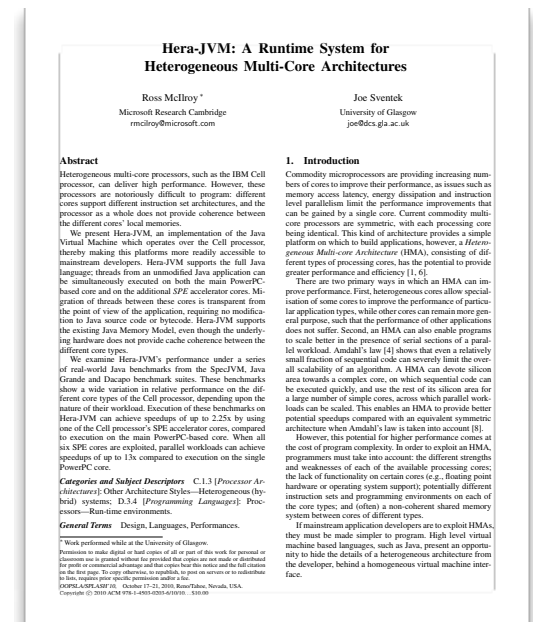 Hera-JVM: A Runtime System for
Heterogeneous Multi-Core Architectures
Ross McIlroy *
Microsoft Research Cambridge
rmcilroy@microsoft.com
Joe Sventek
University of Glasgow
joe@dcs.gla.ac.uk
Abstract
Heterogeneous multi-core processors, such as the IBM Cell
processor, can deliver high performance. However, these
processors are notoriously difficult to program: different
cores support different instruction set architectures, and the
processor as a whole does not provide coherence between
the different cores' local memories.
We present Hera-JVM, an implementation of the Java
Virtual Machine which operates over the Cell processor,
thereby making this platforms more readily accessible to
mainstream developers. Hera-JVM supports the full Java
language; threads from an unmodified Java application can
be simultaneously executed on both the main PowerPC-
based core and on the additional SPE accelerator cores. Mi-
gration of threads between these cores is transparent from
the point of view of the application, requiring no modifica-
tion to Java source code or bytecode. Hera-JVM supports
the existing Java Memory Model, even though the underly-
ing hardware does not provide cache coherence between the
different core types.
We examine Hera-JVM's performance under a series
of real-world Java benchmarks from the SpecJVM, Java
Grande and Dacapo benchmark suites. These benchmarks
show a wide variation in relative performance on the dif-
ferent core types of the Cell processor, depending upon the
nature of their workload. Execution of these benchmarks on
Hera-JVM can achieve speedups of up to 2.25x by using
one of the Cell processor's SPE accelerator cores, compared
to execution on the main PowerPC-based core. When all
six SPE cores are exploited, parallel workloads can achieve
speedups of up to 13x compared to execution on the single
PowerPC core.
Categories and Subject Descriptors C.1.3 [Processor Ar-
chitectures]: Other Architecture Styles—Heterogeneous (hy-
brid) systems; D.3.4 [Programming Languages]: Proc-
essors—Run-time environments.
General Terms Design, Languages, Performances.
* Work performed while at the University of Glasgow.
Permission to make digital or hard copies of all or part of this work for personal or
classroom use is granted without fee provided that copies are not made or distributed
for profit or commercial advantage and that copies bear this notice and the full citation
on the first page. To copy otherwise, to republish, to post on servers or to redistribute
to lists, requires prior specific permission and/or a fee.
OOPSLA/SPLASH'10, October 17–21, 2010, Reno/Tahoe, Nevada, USA.
Copyright © 2010 ACM 978-1-4503-0203-6/10/10...$10.00
1. Introduction
Commodity microprocessors are providing increasing num-
bers of cores to improve their performance, as issues such as
memory access latency, energy dissipation and instruction
level parallelism limit the performance improvements that
can be gained by a single core. Current commodity multi-
core processors are symmetric, with each processing core
being identical. This kind of architecture provides a simple
platform on which to build applications, however, a Hetero-
geneous Multi-core Architecture (HMA), consisting of dif-
ferent types of processing cores, has the potential to provide
greater performance and efficiency [1, 6].
There are two primary ways in which an HMA can im-
prove performance. First, heterogeneous cores allow special-
isation of some cores to improve the performance of particu-
lar application types, while other cores can remain more gen-
eral purpose, such that the performance of other applications
does not suffer. Second, an HMA can also enable programs
to scale better in the presence of serial sections of a paral-
lel workload. Amdahl's law [4] shows that even a relatively
small fraction of sequential code can severely limit the over-
all scalability of an algorithm. A HMA can devote silicon
area towards a complex core, on which sequential code can
be executed quickly, and use the rest of its silicon area for
a large number of simple cores, across which parallel work-
loads can be scaled. This enables an HMA to provide better
potential speedups compared with an equivalent symmetric
architecture when Amdahl's law is taken into account [8].
However, this potential for higher performance comes at
the cost of program complexity. In order to exploit an HMA,
programmers must take into account: the different strengths
and weaknesses of each of the available processing cores;
the lack of functionality on certain cores (e.g., floating point
hardware or operating system support); potentially different
instruction sets and programming environments on each of
the core types; and (often) a non-coherent shared memory
system between cores of different types.
If mainstream application developers are to exploit HMAs,
they must be made simpler to program. High level virtual
machine based languages, such as Java, present an opportu-
nity to hide the details of a heterogeneous architecture from
the developer, behind a homogeneous virtual machine inter-
face.